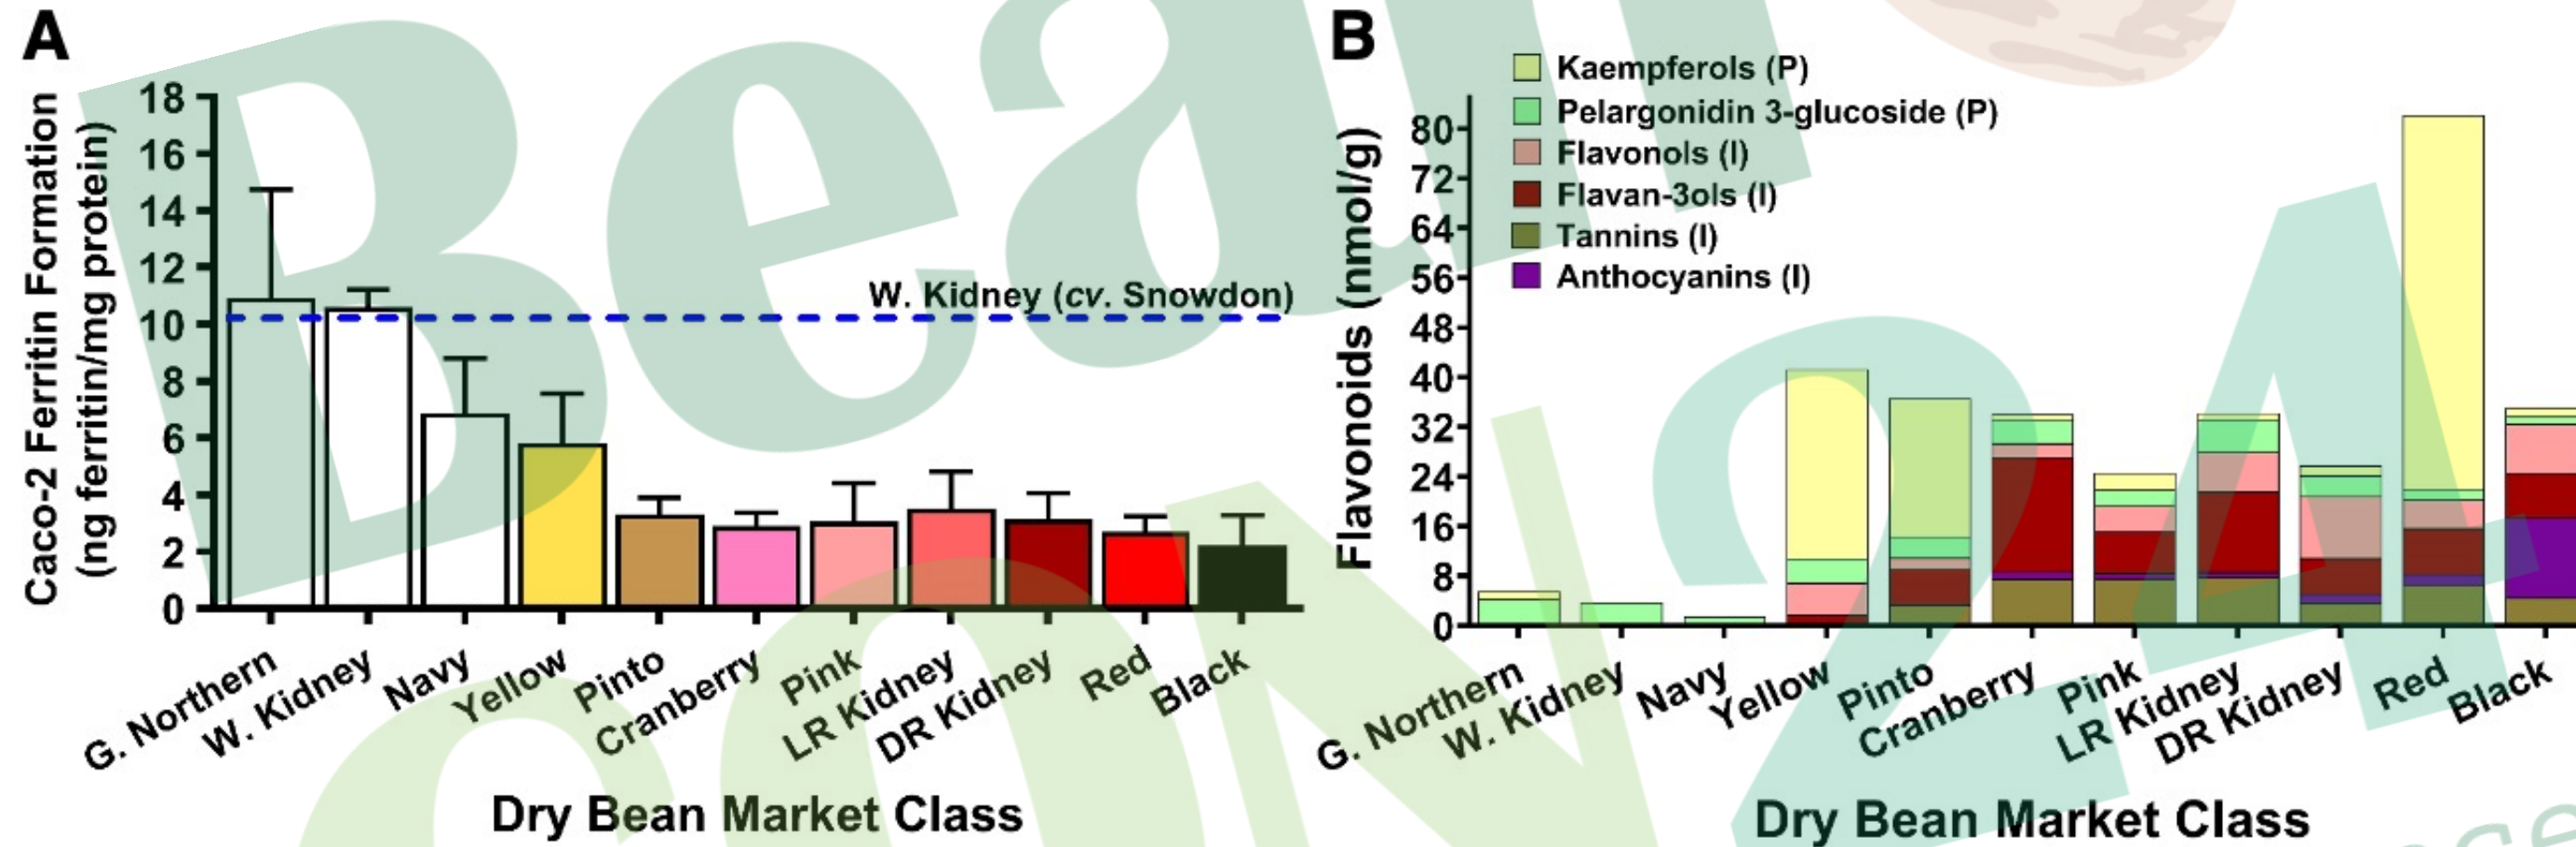 A
Caco-2 Ferritin Formation
(ng ferritin/mg protein)
18
16
14
12
10
8
6
4
2
0
W. Kidney (cv. Snowdon)
G. Northern
W. Kidney
Navy
Yellow
Pinto
Cranberry
Pink
LR Kidney
DR Kidney
Red
Black
Dry Bean Market Class
B
Kaempferols (P)
Pelargonidin 3-glucoside (P)
Flavonols (I)
Flavan-3ols (I)
Tannins (I)
Anthocyanins (I)
Flavonoids (nmol/g)
80
72
64
56
48
40
32
24
16
8
0
G. Northern
W. Kidney
Navy
Yellow
Pinto
Cranberry
Pink
LR Kidney
DR Kidney
Red
Black
Dry Bean Market Class
Bean
CON 24